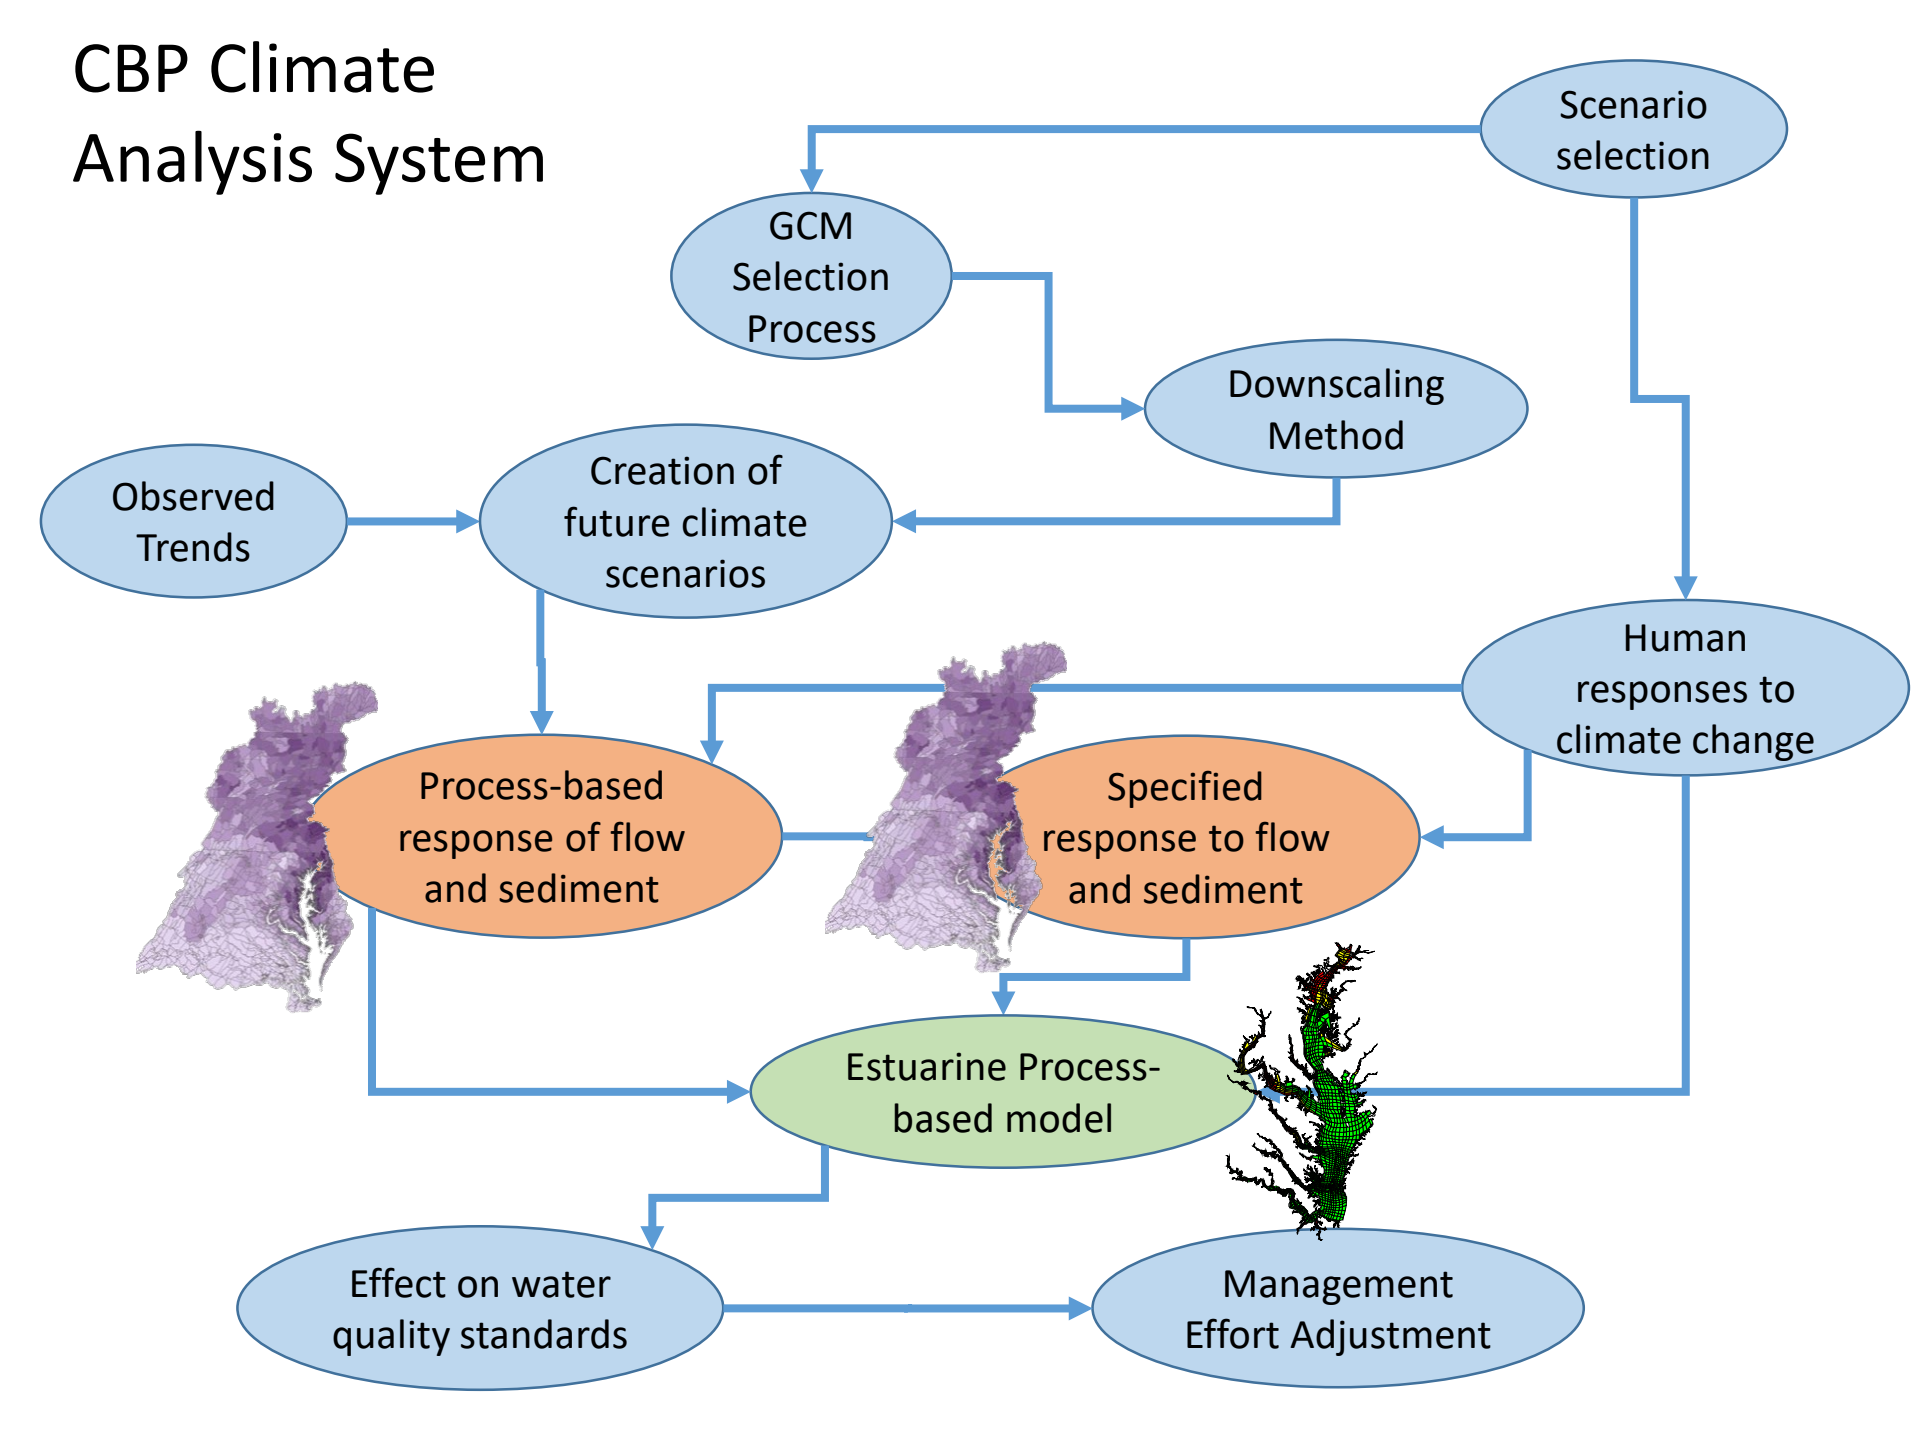 CBP Climate
Analysis System
Scenario
selection
GCM
Selection
Process
Downscaling
Method
Observed
Trends
Creation of
future climate
scenarios
Human
responses to
climate change
Process-based
response of flow
and sediment
Specified
response to flow
and sediment
Estuarine Process-
based model
Effect on water
quality standards
Management
Effort Adjustment